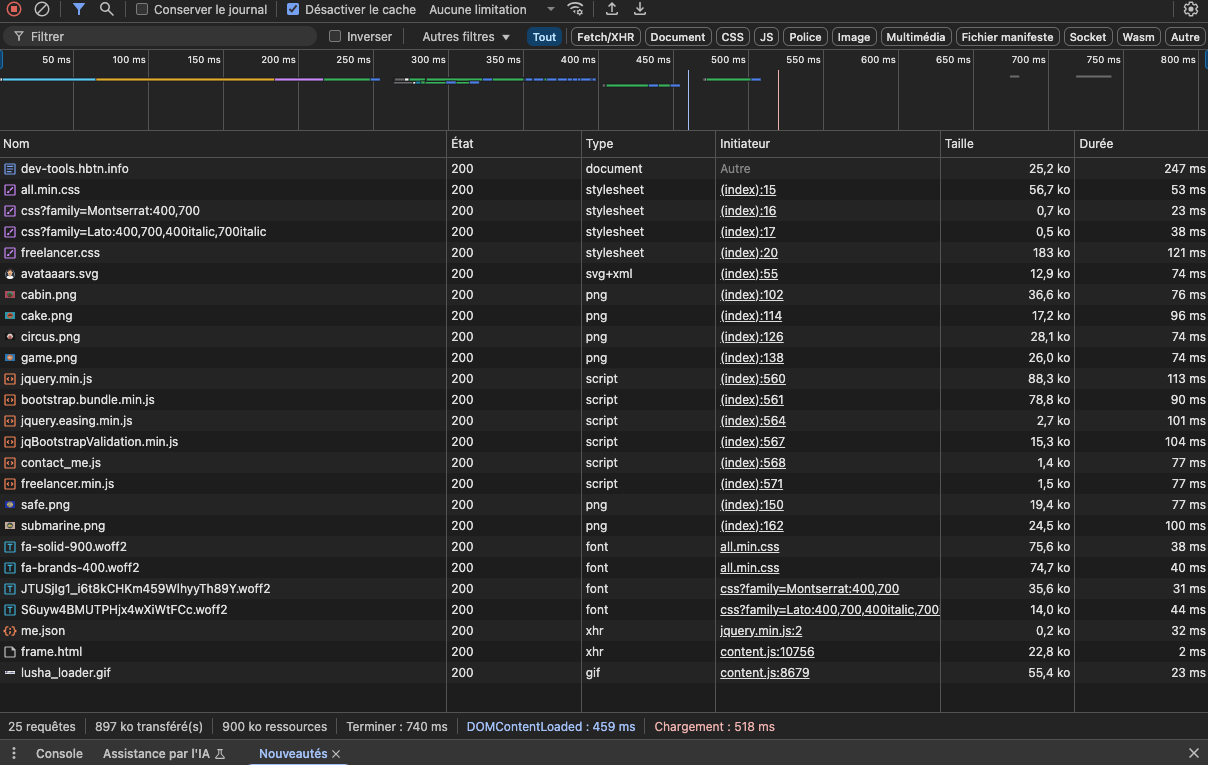 Conserver le journal Désactiver le cache Aucune limitation
Filtrer Inverser Autres filtres Tout Fetch/XHR Document CSS JS Police Image Multimédia Fichier manifeste Socket Wasm Autre
50 ms 100 ms 150 ms 200 ms 250 ms 300 ms 350 ms 400 ms 450 ms 500 ms 550 ms 600 ms 650 ms 700 ms 750 ms 800 ms
Nom État Type Initiateur Taille Durée
dev-tools.hbtn.info 200 document Autre 25,2 ko 247 ms
all.min.css 200 stylesheet (index):15 56,7 ko 53 ms
css?family=Montserrat:400,700 200 stylesheet (index):16 0,7 ko 23 ms
css?family=Lato:400,700,400italic,700italic 200 stylesheet (index):17 0,5 ko 38 ms
freelancer.css 200 stylesheet (index):20 183 ko 121 ms
avataaars.svg 200 svg+xml (index):55 12,9 ko 74 ms
cabin.png 200 png (index):102 36,6 ko 76 ms
cake.png 200 png (index):114 17,2 ko 96 ms
circus.png 200 png (index):126 28,1 ko 74 ms
game.png 200 png (index):138 26,0 ko 74 ms
jquery.min.js 200 script (index):560 88,3 ko 113 ms
bootstrap.bundle.min.js 200 script (index):561 78,8 ko 90 ms
jquery.easing.min.js 200 script (index):564 2,7 ko 101 ms
jqBootstrapValidation.min.js 200 script (index):567 15,3 ko 104 ms
contact_me.js 200 script (index):568 1,4 ko 77 ms
freelancer.min.js 200 script (index):571 1,5 ko 77 ms
safe.png 200 png (index):150 19,4 ko 77 ms
submarine.png 200 png (index):162 24,5 ko 100 ms
fa-solid-900.woff2 200 font all.min.css 75,6 ko 38 ms
fa-brands-400.woff2 200 font all.min.css 74,7 ko 40 ms
JTUSjIg1_i6t8kCHKm459WlhyyTh89Y.woff2 200 font css?family=Montserrat:400,700 35,6 ko 31 ms
S6uyw4BMUTPHjx4wXiWtFCc.woff2 200 font css?family=Lato:400,700,400italic,700 14,0 ko 44 ms
me.json 200 xhr jquery.min.js:2 0,2 ko 32 ms
frame.html 200 xhr content.js:10756 22,8 ko 2 ms
lusha_loader.gif 200 gif content.js:8679 55,4 ko 23 ms
25 requêtes 897 ko transféré(s) 900 ko ressources Terminer : 740 ms DOMContentLoaded : 459 ms Chargement : 518 ms
Console Assistance par l'IA Nouveautés